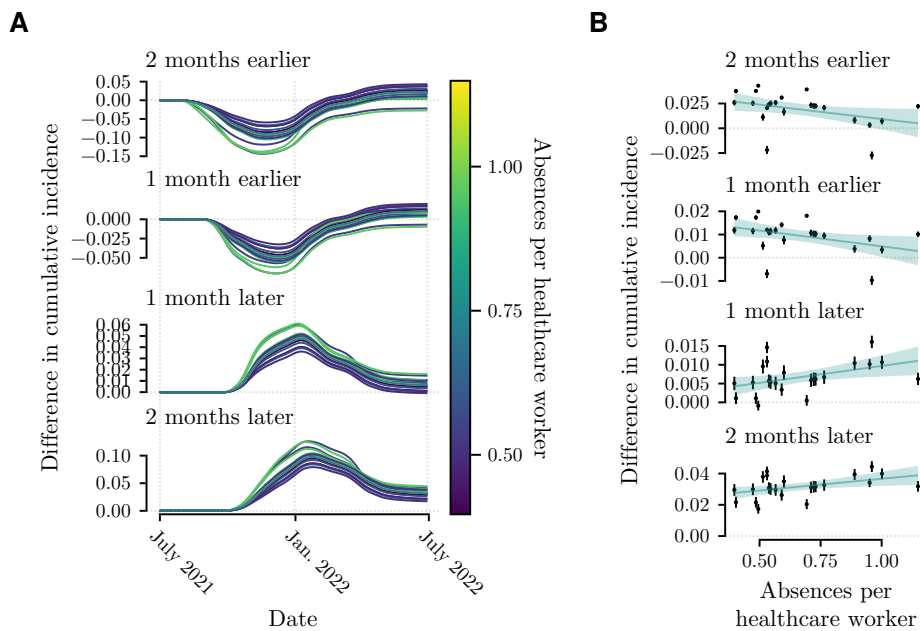 A
2 months earlier
0.05
0.00
−0.05
−0.10
−0.15
1 month earlier
0.000
−0.025
−0.050
1 month later
0.06
0.05
0.04
0.03
0.02
0.01
0.00
2 months later
0.10
0.05
0.00
Difference in cumulative incidence
July 2021
Jan. 2022
July 2022
Date
1.00
0.75
0.50
Absences per healthcare worker
B
2 months earlier
0.025
0.000
−0.025
1 month earlier
0.02
0.01
0.00
−0.01
1 month later
0.015
0.010
0.005
0.000
2 months later
0.04
0.02
0.00
Difference in cumulative incidence
0.50
0.75
1.00
Absences per
healthcare worker